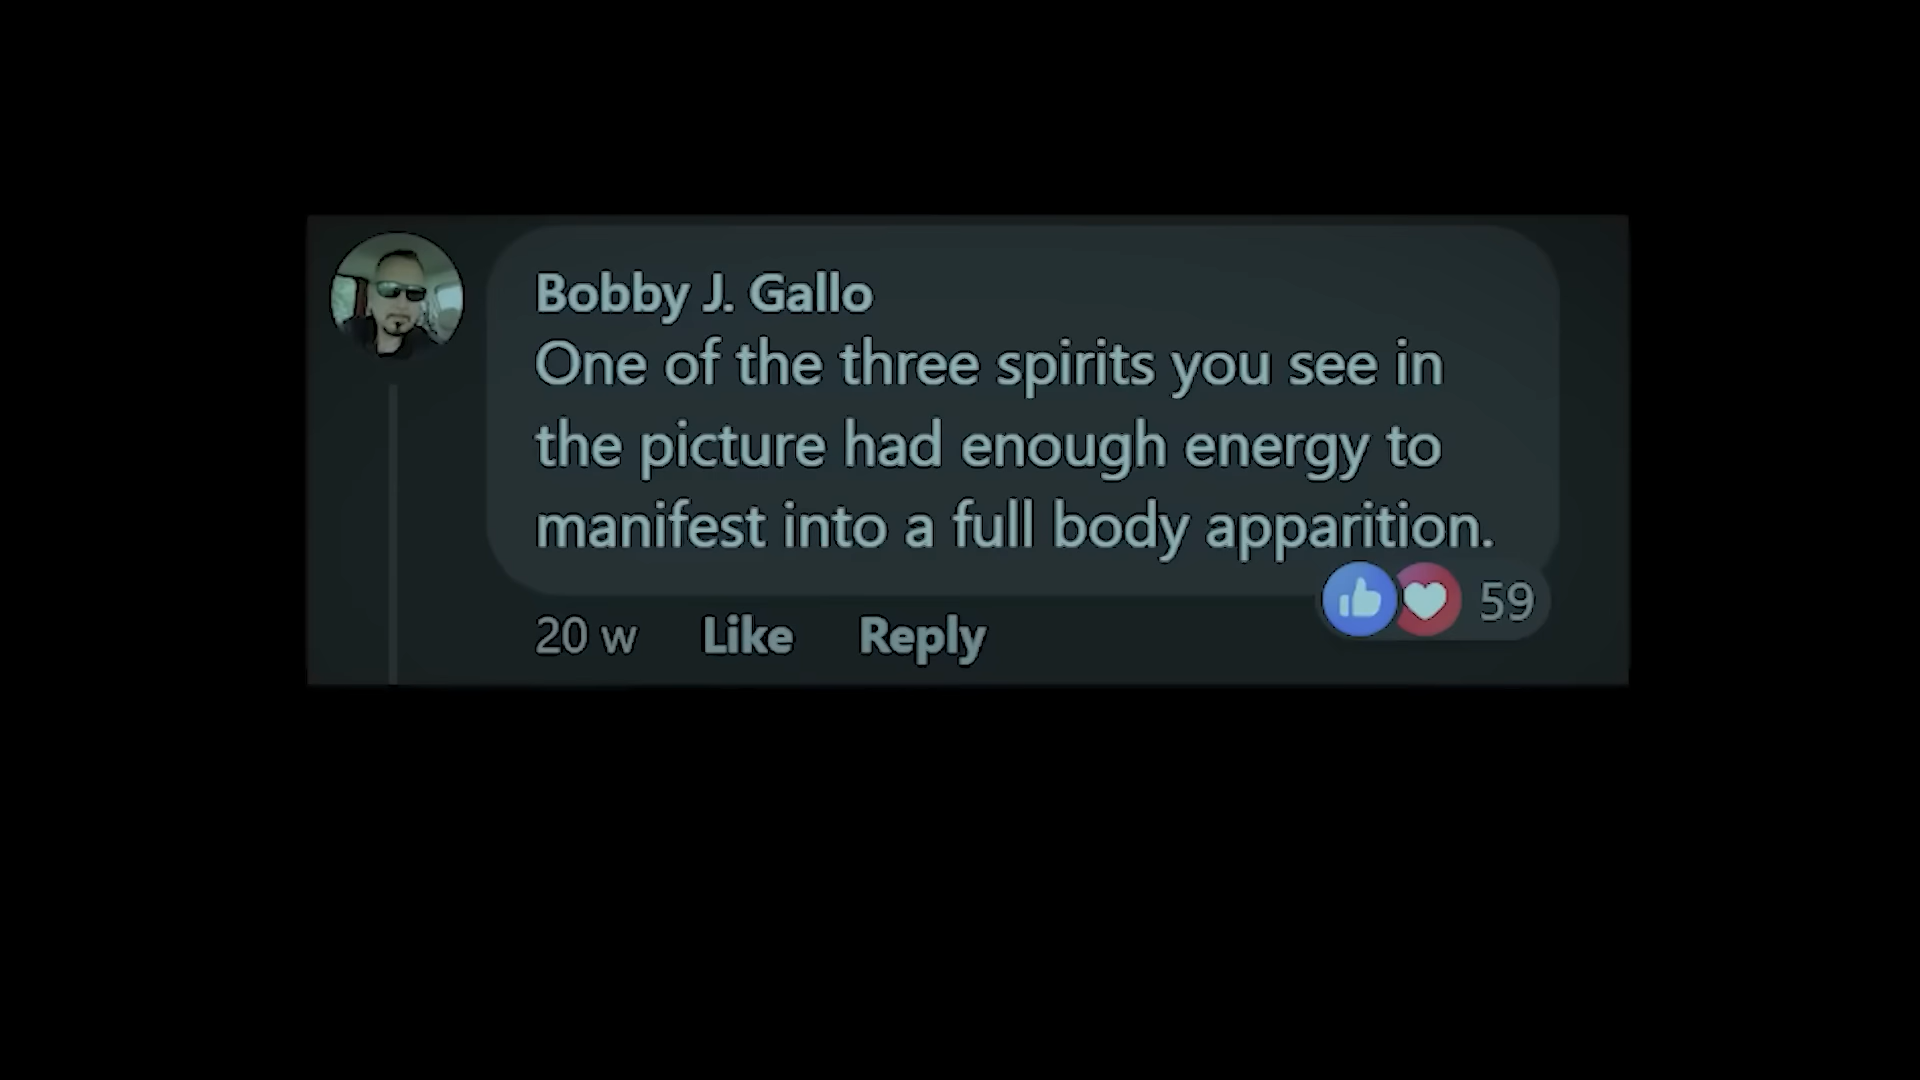 Bobby J. Gallo
One of the three spirits you see in
the picture had enough energy to
manifest into a full body apparition.
59
20 w Like Reply